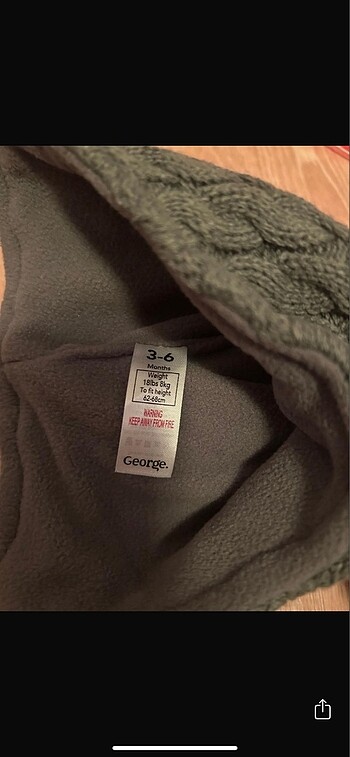 3-6
Months
Weight
18lbs 8kg
To fit height
62-68cm
WARNING
KEEP AWAY FROM FIRE
George.